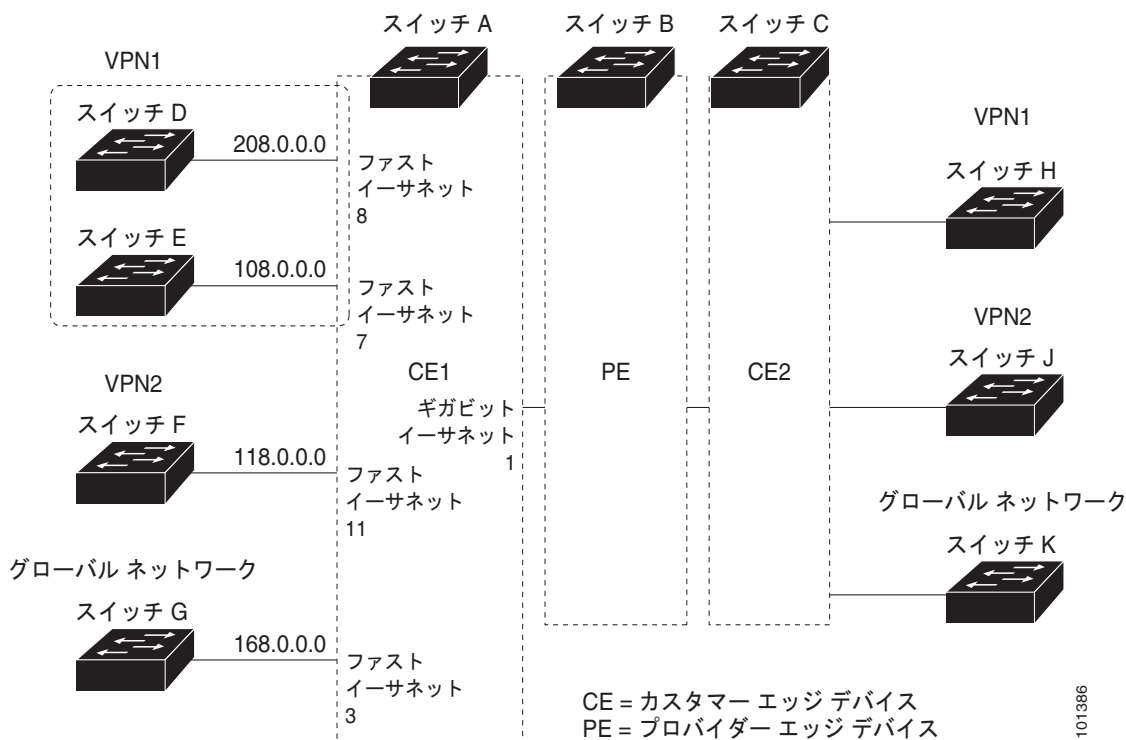 スイッチ A
スイッチ B
スイッチ C
VPN1
スイッチ D
208.0.0.0
ファスト
イーサネット
8
スイッチ E
108.0.0.0
ファスト
イーサネット
7
VPN2
スイッチ F
118.0.0.0
ファスト
イーサネット
11
グローバル ネットワーク
スイッチ G
168.0.0.0
ファスト
イーサネット
3
CE1
ギガビット
イーサネット
1
PE
CE2
VPN1
スイッチ H
VPN2
スイッチ J
グローバル ネットワーク
スイッチ K
CE = カスタマー エッジ デバイス
PE = プロバイダー エッジ デバイス
101386